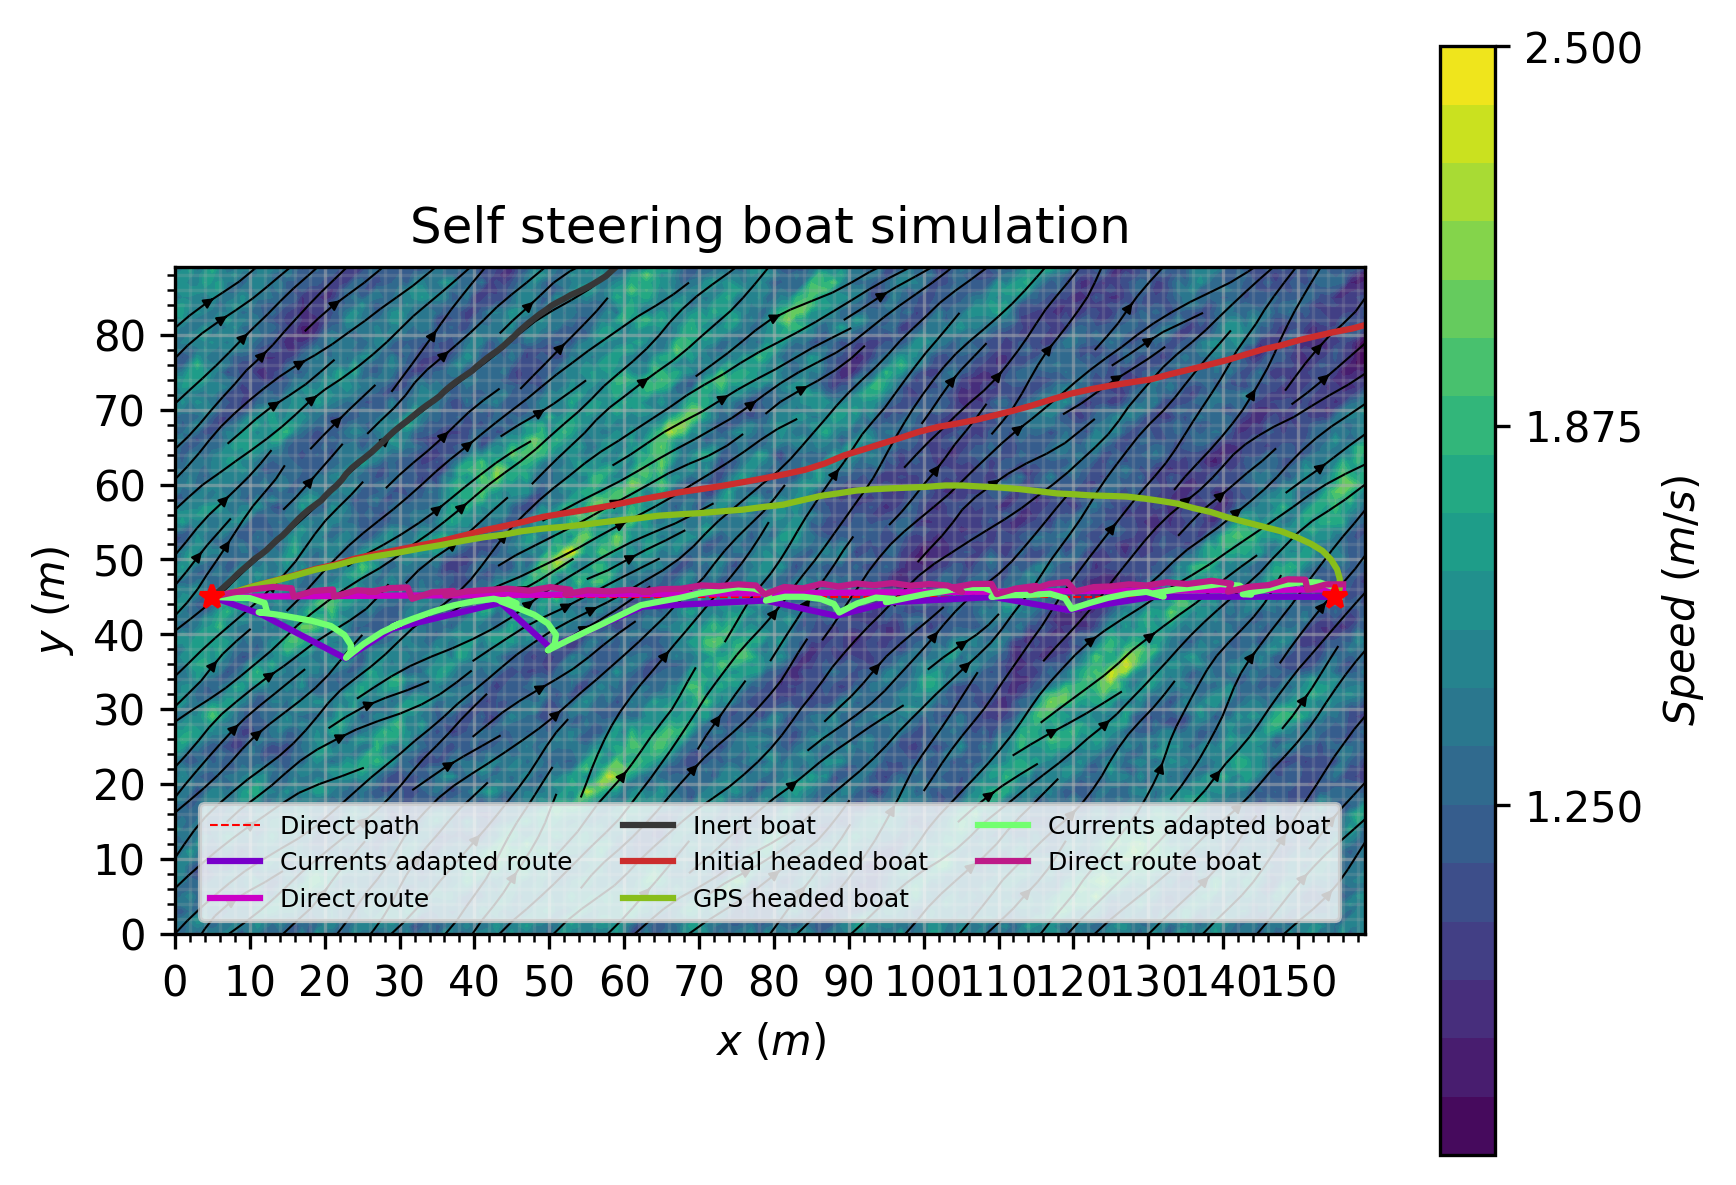 Self steering boat simulation
2.500
1.875
1.250
Speed (m/s)
y (m)
80
70
60
50
40
30
20
10
0
Direct path
Currents adapted route
Direct route
Inert boat
Initial headed boat
GPS headed boat
Currents adapted boat
Direct route boat
0 10 20 30 40 50 60 70 80 90 100 110 120 130 140 150
x (m)